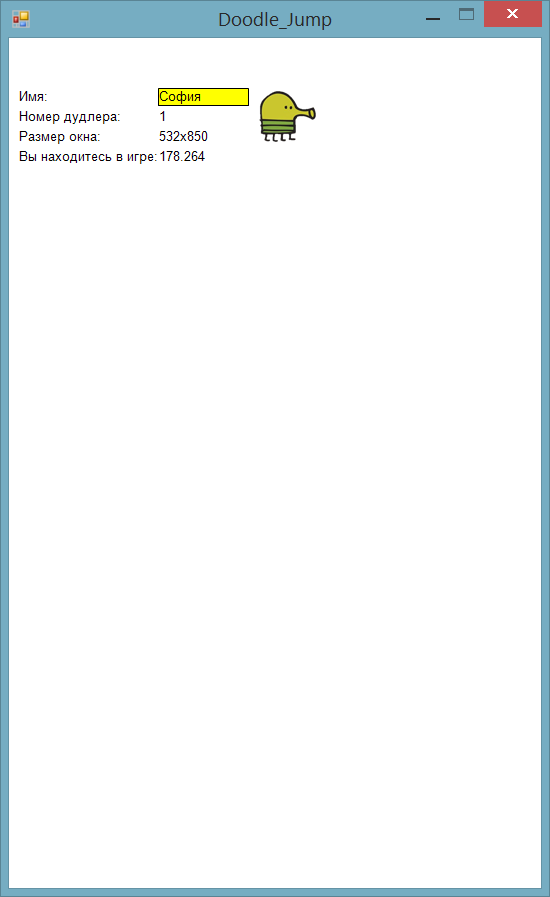 Doodle_Jump
Имя: София
Номер дудлера: 1
Размер окна: 532x850
Вы находитесь в игре: 178.264